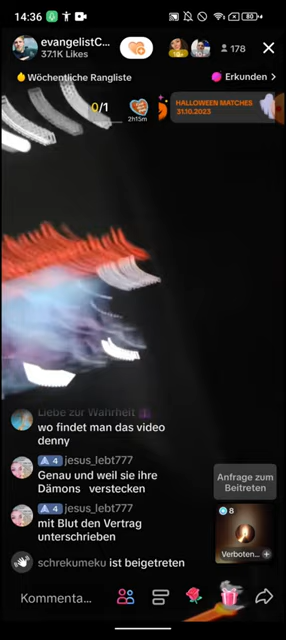 14:36
80
evangelistC...
37.1K Likes
178
Wöchentliche Rangliste
Erkunden >
0/1
2h15m
HALLOWEEN MATCHES
31.10.2023
Liebe zur Wahrheit
wo findet man das video
denny
4 jesus_lebt777
Genau und weil sie ihre
Dämons verstecken
4 jesus_lebt777
mit Blut den Vertrag
unterschrieben
schrekumeku ist beigetreten
Anfrage zum
Beitreten
8
Verboten...
Kommenta...